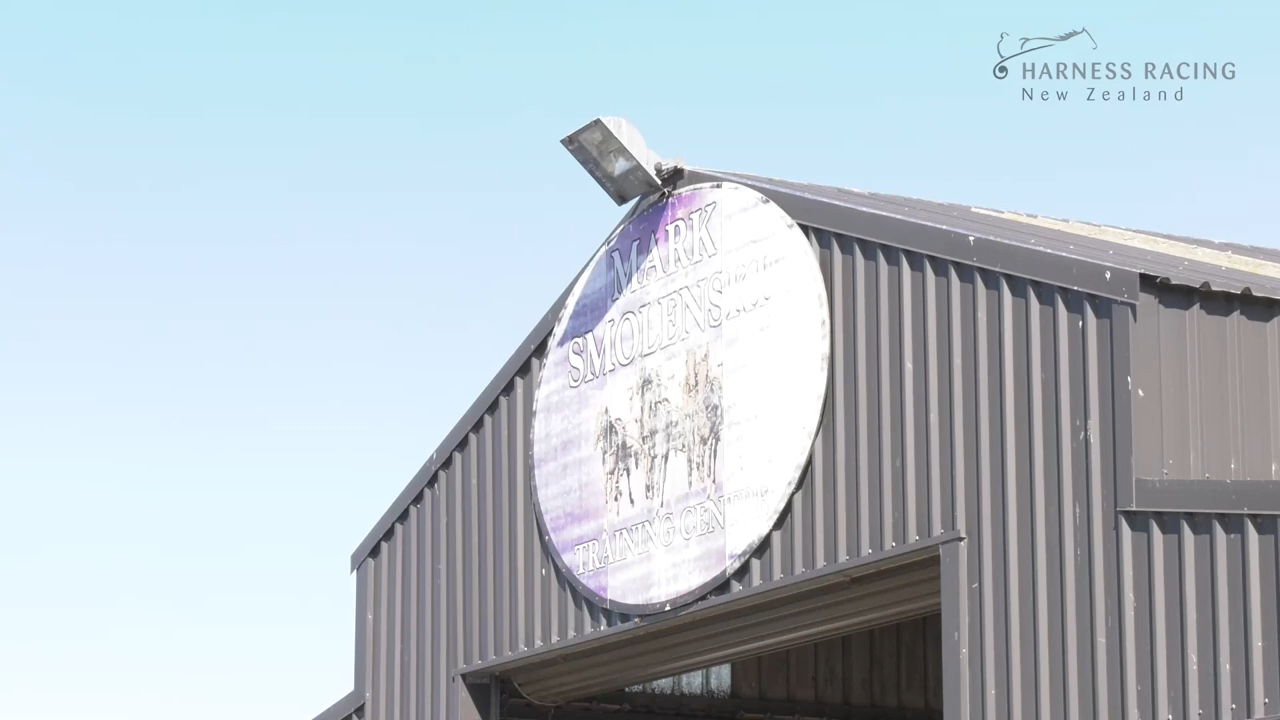 HARNESS RACING
New Zealand
MARK
SMOLENS
TRAINING CEN